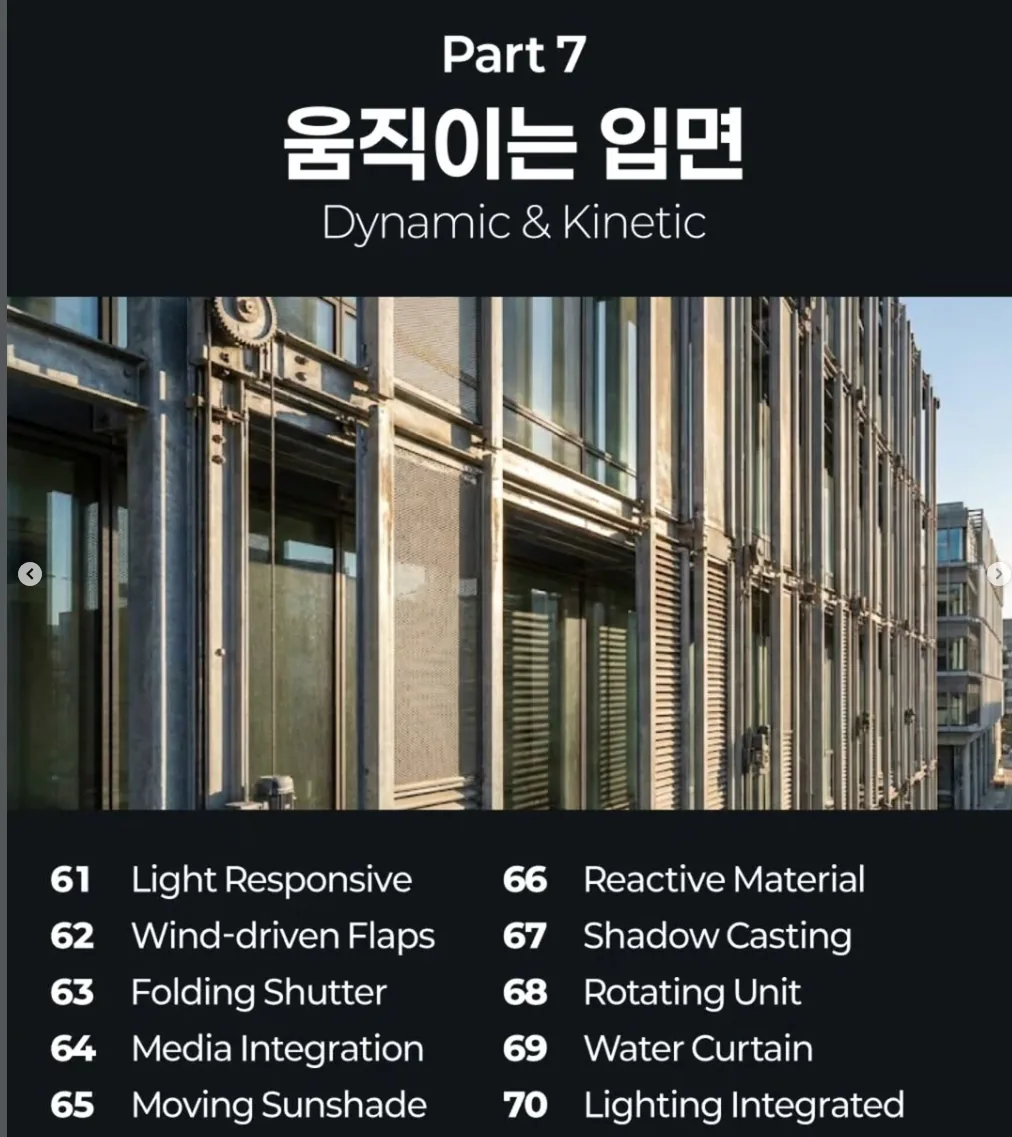 Part 7
움직이는 입면
Dynamic & Kinetic
61 Light Responsive
62 Wind-driven Flaps
63 Folding Shutter
64 Media Integration
65 Moving Sunshade
66 Reactive Material
67 Shadow Casting
68 Rotating Unit
69 Water Curtain
70 Lighting Integrated